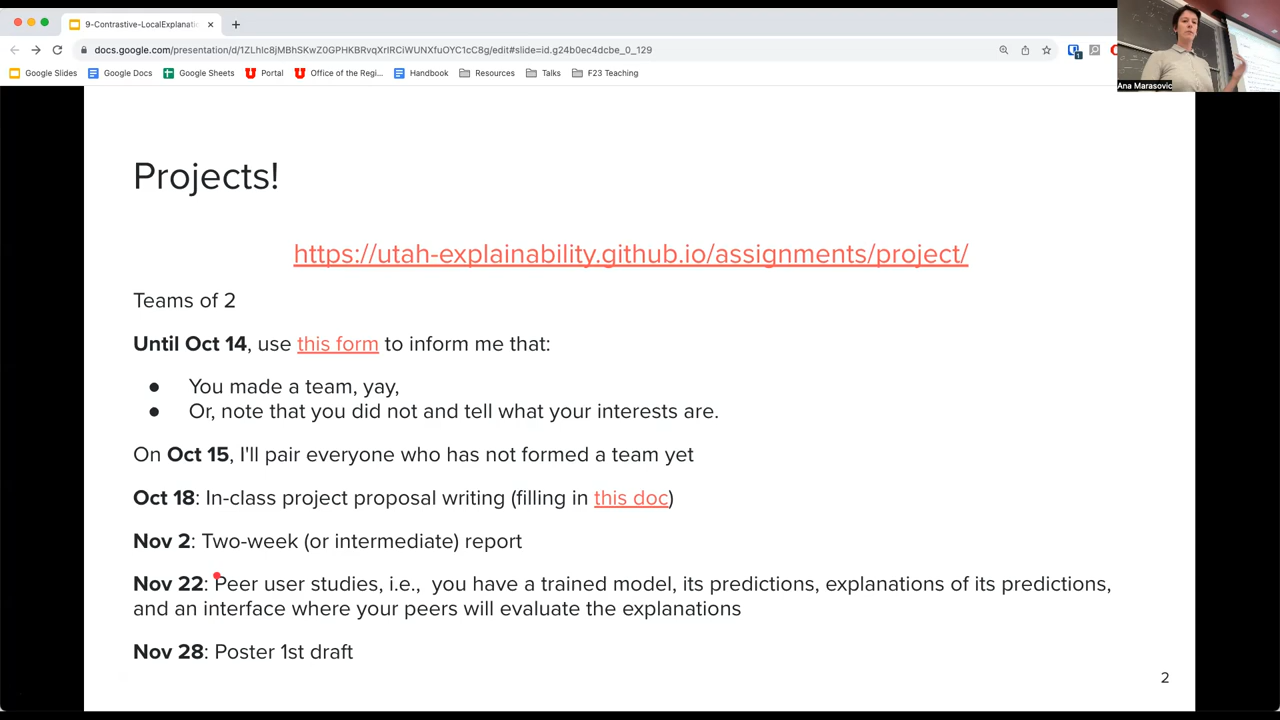 9-Contrastive-LocalExplanatio
docs.google.com/presentation/d/1ZLhlc8jMBhSKwZ0GPHKBRvqXrIRCiWUNXfuOYC1cC8g/edit#slide=id.g24b0ec4dcbe_0_129
Google Slides Google Docs Google Sheets Portal Office of the Regi... Handbook Resources Talks F23 Teaching
Ana Marasovic
Projects!
https://utah-explainability.github.io/assignments/project/
Teams of 2
Until Oct 14, use this form to inform me that:
● You made a team, yay,
● Or, note that you did not and tell what your interests are.
On Oct 15, I'll pair everyone who has not formed a team yet
Oct 18: In-class project proposal writing (filling in this doc)
Nov 2: Two-week (or intermediate) report
Nov 22: Peer user studies, i.e., you have a trained model, its predictions, explanations of its predictions,
and an interface where your peers will evaluate the explanations
Nov 28: Poster 1st draft
2